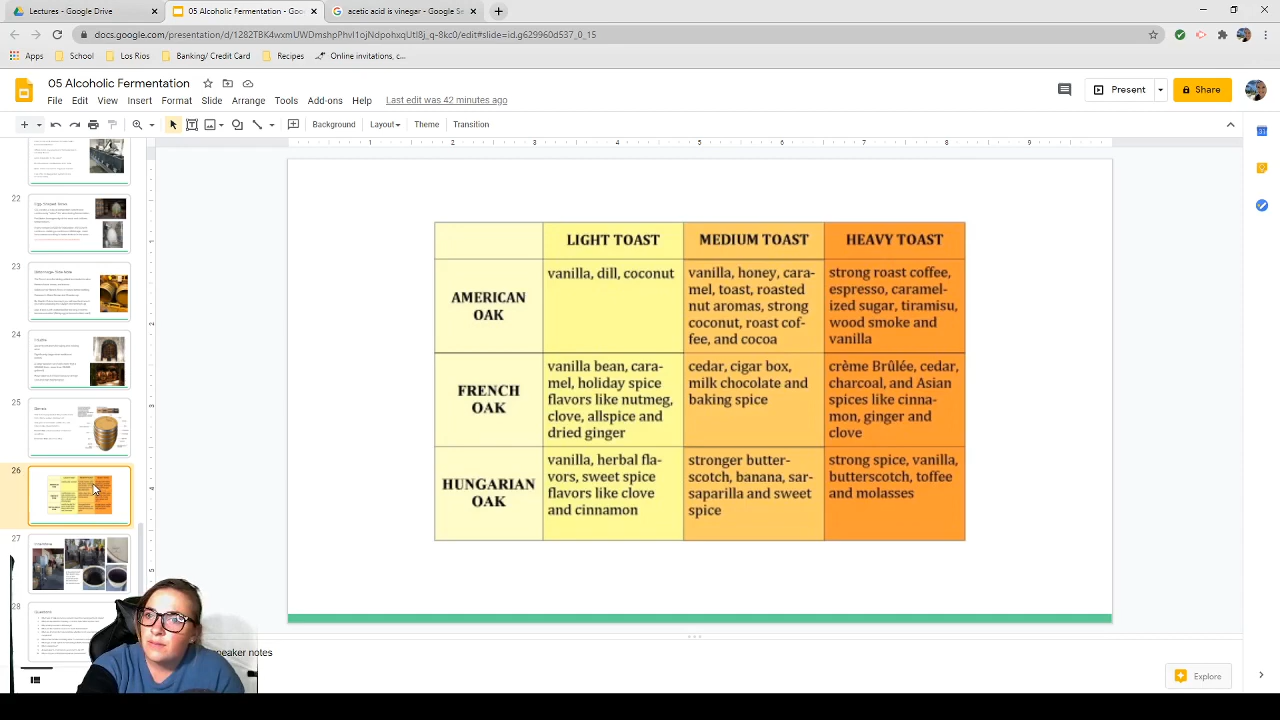 Lectures - Google Drive
05 Alcoholic Fermentation - Goo
acetic acid is vinegar - Google Se
docs.google.com/presentation/d/1282TBK4wxmUWDmshpPhvI1ojNdpohxqUtl8j_q-8kc0/edit#slide=id.g629960d537_0_15
Apps
School
Los Rios
Banking/ Credit Card
Recipes
Online invitations, c...
05 Alcoholic Fermentation
File Edit View Insert Format Slide Arrange Tools Add-ons Help Last edit was 42 minutes ago
Present
Share
Background Layout Theme Transition
22
23
24
25
26
27
28
Questions
LIGHT TOAST
MEDIUM TOAST
HEAVY TOAST
AMERICAN
OAK
vanilla, dill, coconut
vanilla, honey, cara-
mel, toast, roasted
nut aromas, strong
coconut, roast cof-
fee, and cocoa
strong roast coffee,
espresso, caramel-
ized sugar, tiramisu,
wood smoke and
vanilla
FRENCH
OAK
vanilla bean, cara-
mel, holiday spice
flavors like nutmeg,
clove, allspice and
dried ginger
cedar, cigar box,
milk chocolate and
baking spice
crème Brûlée, cedar,
charcoal, and Asian
spices like cinna-
mon, ginger and
clove
HUNGARIAN
OAK
vanilla, herbal fla-
vors, sweet spice
flavors like clove
and cinnamon
stronger butter-
scotch, banana, sar-
saparilla and sweet
spice
strong spice, vanilla,
butterscotch, toffee
and molasses
notes
Explore